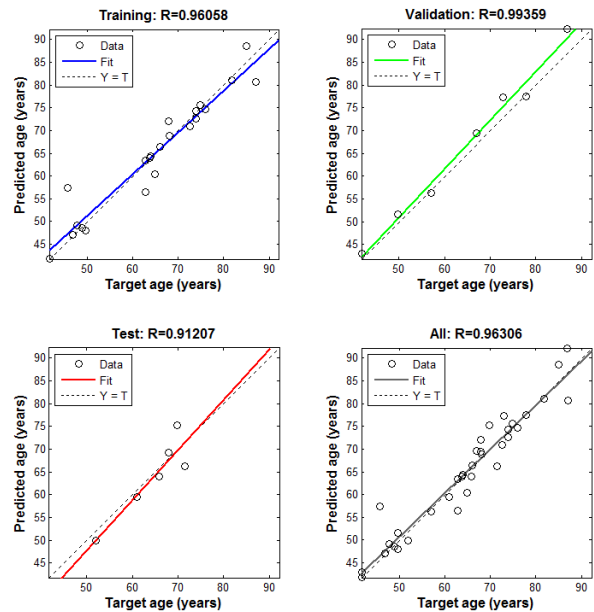 Training: R=0.96058
Predicted age (years)
90
85
80
75
70
65
60
55
50
45
Data
Fit
Y = T
50 60 70 80 90
Target age (years)
Validation: R=0.99359
Predicted age (years)
90
85
80
75
70
65
60
55
50
45
Data
Fit
Y = T
50 60 70 80 90
Target age (years)
Test: R=0.91207
Predicted age (years)
90
85
80
75
70
65
60
55
50
45
Data
Fit
Y = T
50 60 70 80 90
Target age (years)
All: R=0.96306
Predicted age (years)
90
85
80
75
70
65
60
55
50
45
Data
Fit
Y = T
50 60 70 80 90
Target age (years)